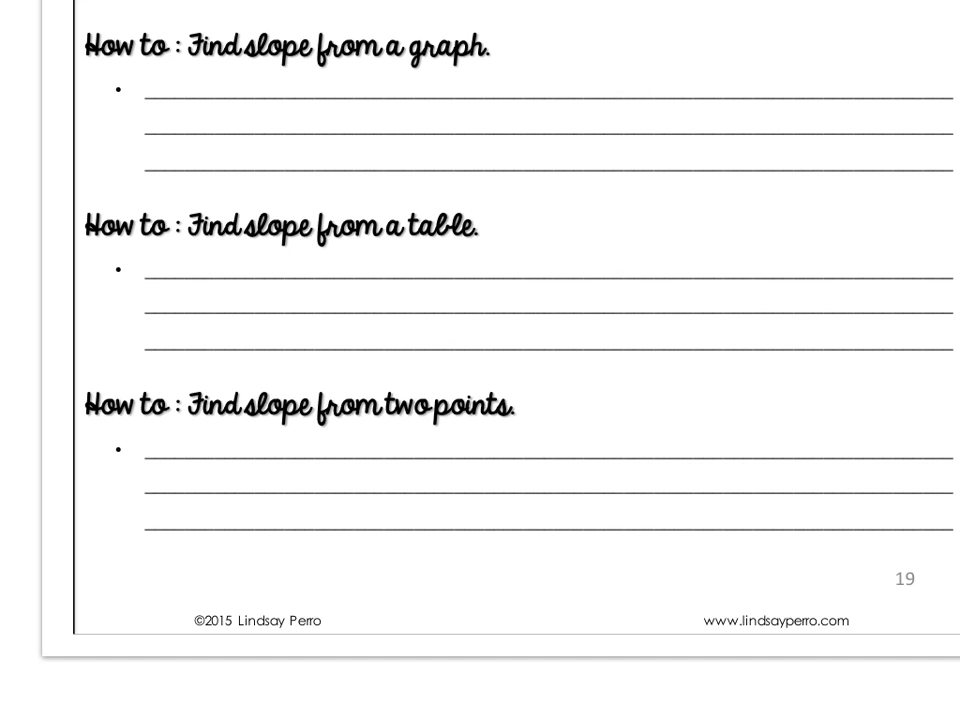 How to : Find slope from a graph.
•
How to : Find slope from a table.
•
How to : Find slope from two points.
•
19
©2015 Lindsay Perro www.lindsayperro.com